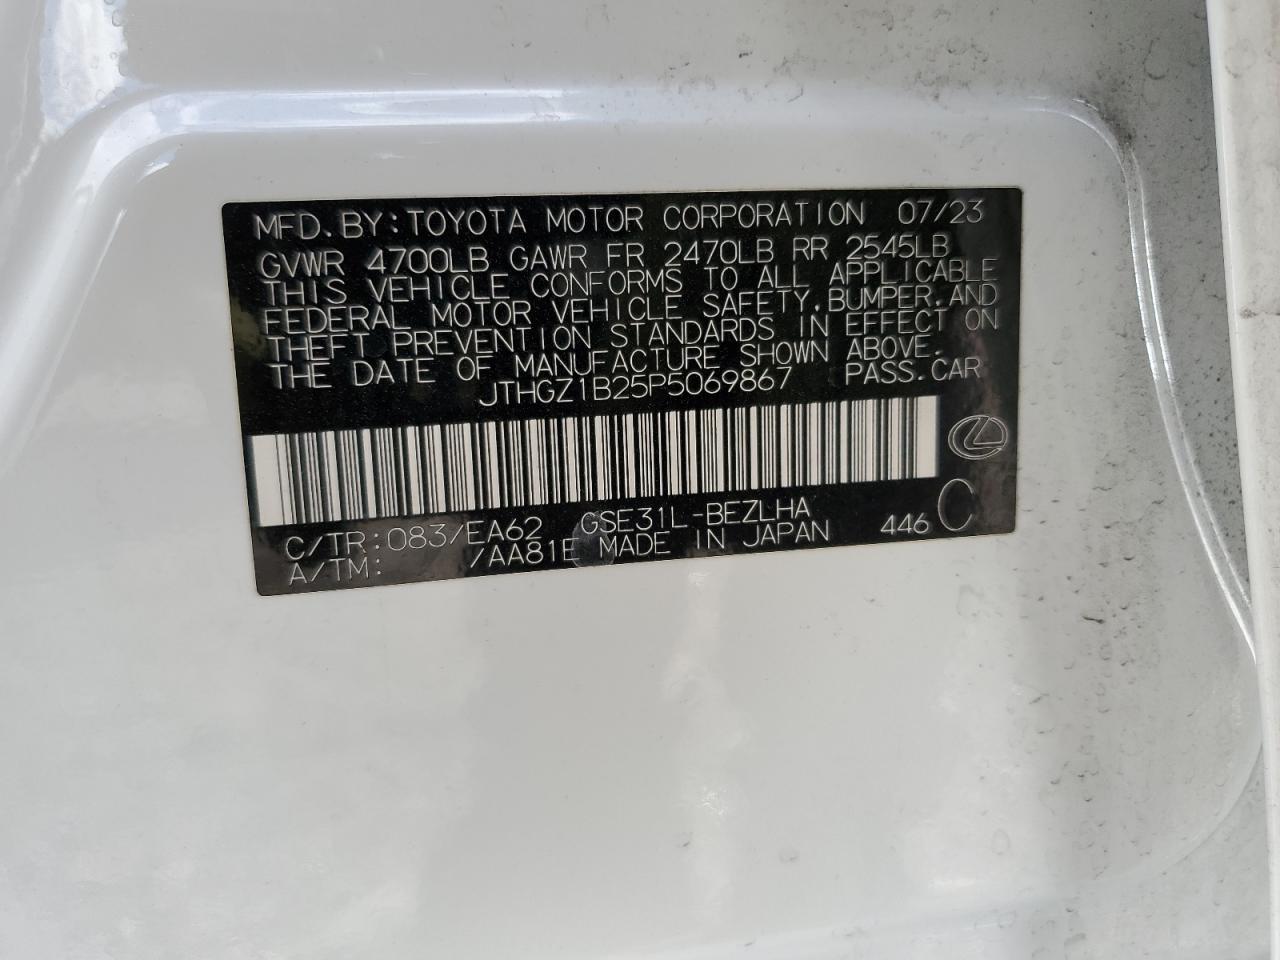 MFD.BY:TOYOTA MOTOR CORPORATION 07/23
GVWR 4700LB GAWR FR 2470LB RR 2545LB
THIS VEHICLE CONFORMS TO ALL APPLICABLE
FEDERAL MOTOR VEHICLE SAFETY,BUMPER,AND
THEFT PREVENTION STANDARDS IN EFFECT ON
THE DATE OF MANUFACTURE SHOWN ABOVE.
JTHGZ1B25P5069867 PASS.CAR
C/TR:083/EA62 GSE31L-BEZLHA
A/TM: /AA81E MADE IN JAPAN 446 C